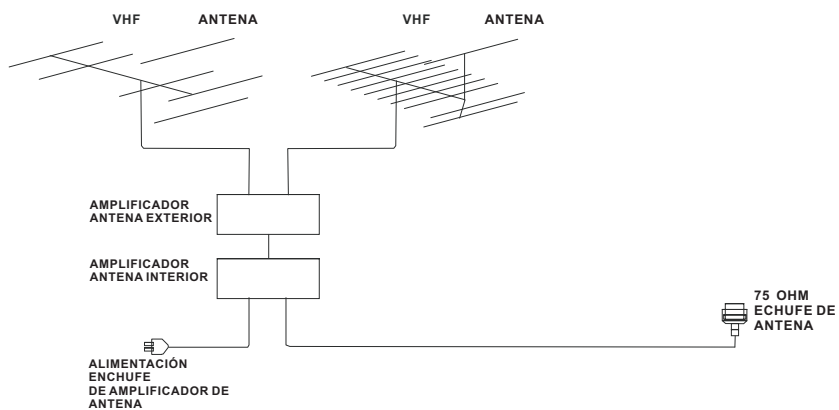 VHF ANTENA
VHF ANTENA
AMPLIFICADOR
ANTENA EXTERIOR
AMPLIFICADOR
ANTENA INTERIOR
75 OHM
ECHUFE DE
ANTENA
ALIMENTACIÓN
ENCHUFE
DE AMPLIFICADOR DE
ANTENA